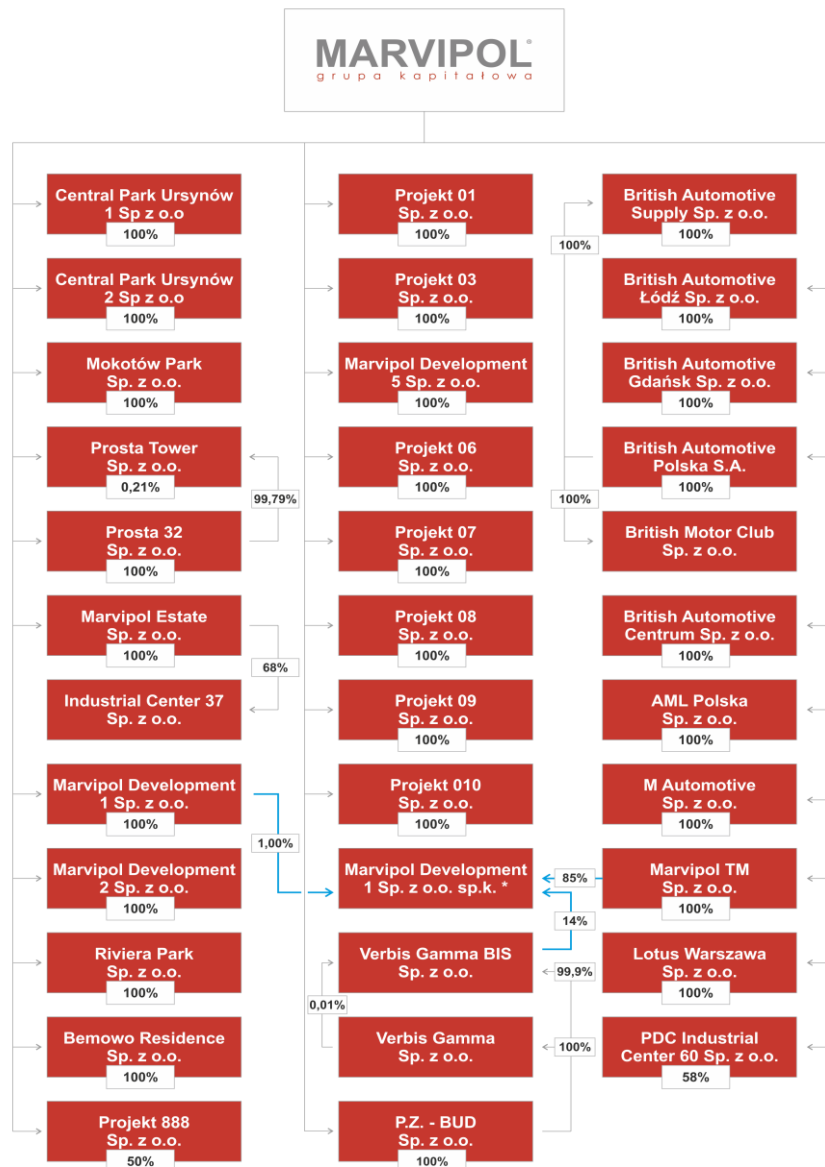 MARVIPOL®
grupa kapitałowa
Central Park Ursynów
1 Sp z o.o
100%
Central Park Ursynów
2 Sp z o.o
100%
Mokotów Park
Sp. z o.o.
100%
Prosta Tower
Sp. z o.o.
0,21%
99,79%
Prosta 32
Sp. z o.o.
100%
Marvipol Estate
Sp. z o.o.
100%
68%
Industrial Center 37
Sp. z o.o.
Marvipol Development
1 Sp. z o.o.
100%
1,00%
Marvipol Development
2 Sp. z o.o.
100%
Riviera Park
Sp. z o.o.
100%
Bemowo Residence
Sp. z o.o.
100%
Projekt 888
Sp. z o.o.
50%
Projekt 01
Sp. z o.o.
100%
Projekt 03
Sp. z o.o.
100%
Marvipol Development
5 Sp. z o.o.
100%
Projekt 06
Sp. z o.o.
100%
Projekt 07
Sp. z o.o.
100%
Projekt 08
Sp. z o.o.
100%
Projekt 09
Sp. z o.o.
100%
Projekt 010
Sp. z o.o.
100%
Marvipol Development
1 Sp. z o.o. sp.k. *
85%
14%
Verbis Gamma BIS
Sp. z o.o.
99,9%
0,01%
Verbis Gamma
Sp. z o.o.
100%
P.Z. - BUD
Sp. z o.o.
100%
British Automotive
Supply Sp. z o.o.
100%
100%
British Automotive
Łódź Sp. z o.o.
100%
British Automotive
Gdańsk Sp. z o.o.
100%
British Automotive
Polska S.A.
100%
100%
British Motor Club
Sp. z o.o.
British Automotive
Centrum Sp. z o.o.
100%
AML Polska
Sp. z o.o.
100%
M Automotive
Sp. z o.o.
100%
Marvipol TM
Sp. z o.o.
100%
Lotus Warszawa
Sp. z o.o.
100%
PDC Industrial
Center 60 Sp. z o.o.
58%